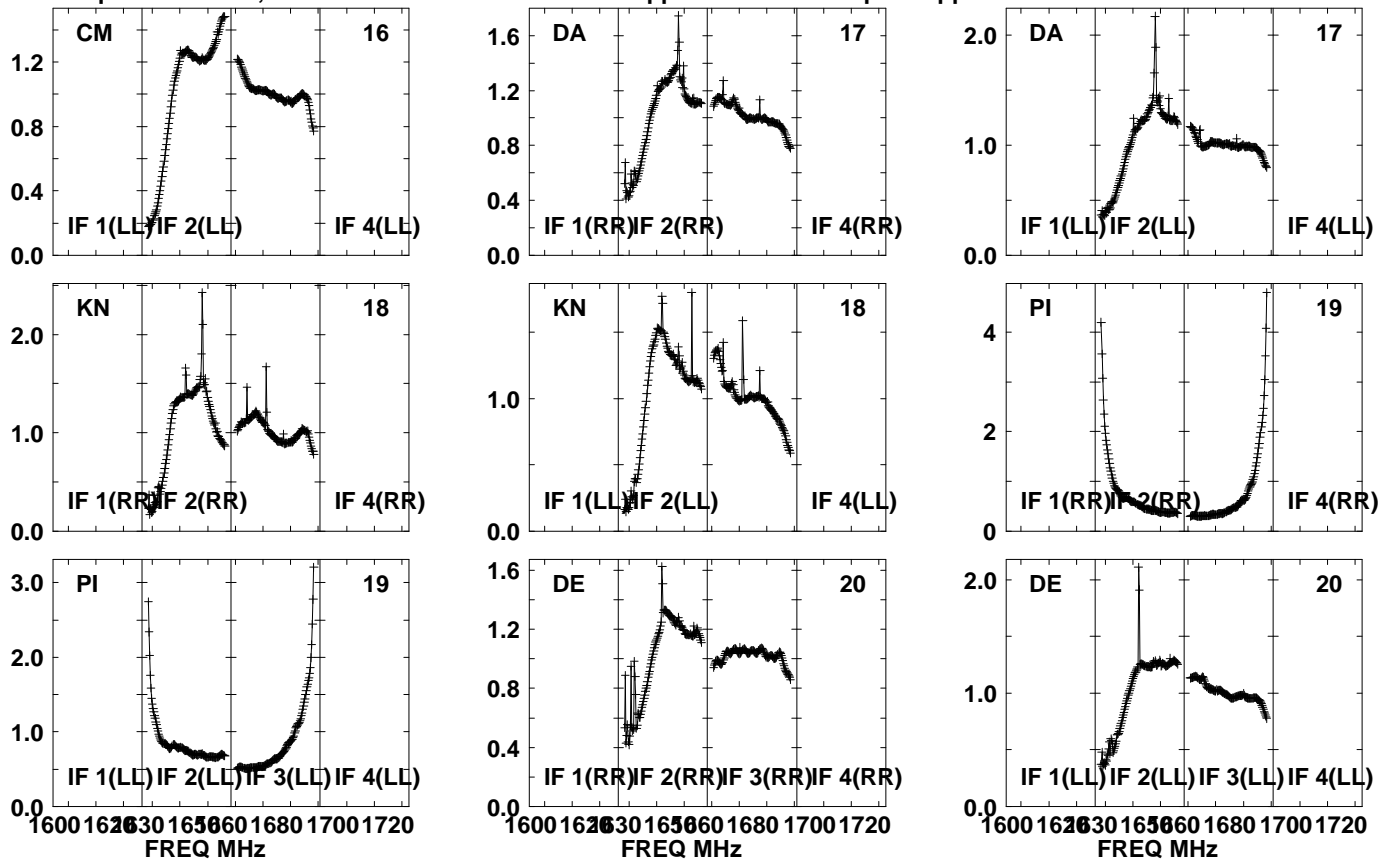 CM 16
1.2
0.8
0.4
0.0
IF 1(LL) IF 2(LL) IF 4(LL)
DA 17
1.6
1.2
0.8
0.4
0.0
IF 1(RR) IF 2(RR) IF 4(RR)
DA 17
2.0
1.0
0.0
IF 1(LL) IF 2(LL) IF 4(LL)
KN 18
2.0
1.0
0.0
IF 1(RR) IF 2(RR) IF 4(RR)
KN 18
1.0
0.0
IF 1(LL) IF 2(LL) IF 4(LL)
PI 19
4
2
0
IF 1(RR) IF 2(RR) IF 4(RR)
PI 19
3.0
2.0
1.0
0.0
IF 1(LL) IF 2(LL) IF 3(LL) IF 4(LL)
1600 1630 1660 1700 1720
FREQ MHz
DE 20
1.6
1.2
0.8
0.4
0.0
IF 1(RR) IF 2(RR) IF 3(RR) IF 4(RR)
1600 1630 1660 1700 1720
FREQ MHz
DE 20
2.0
1.0
0.0
IF 1(LL) IF 2(LL) IF 3(LL) IF 4(LL)
1600 1630 1660 1700 1720
FREQ MHz